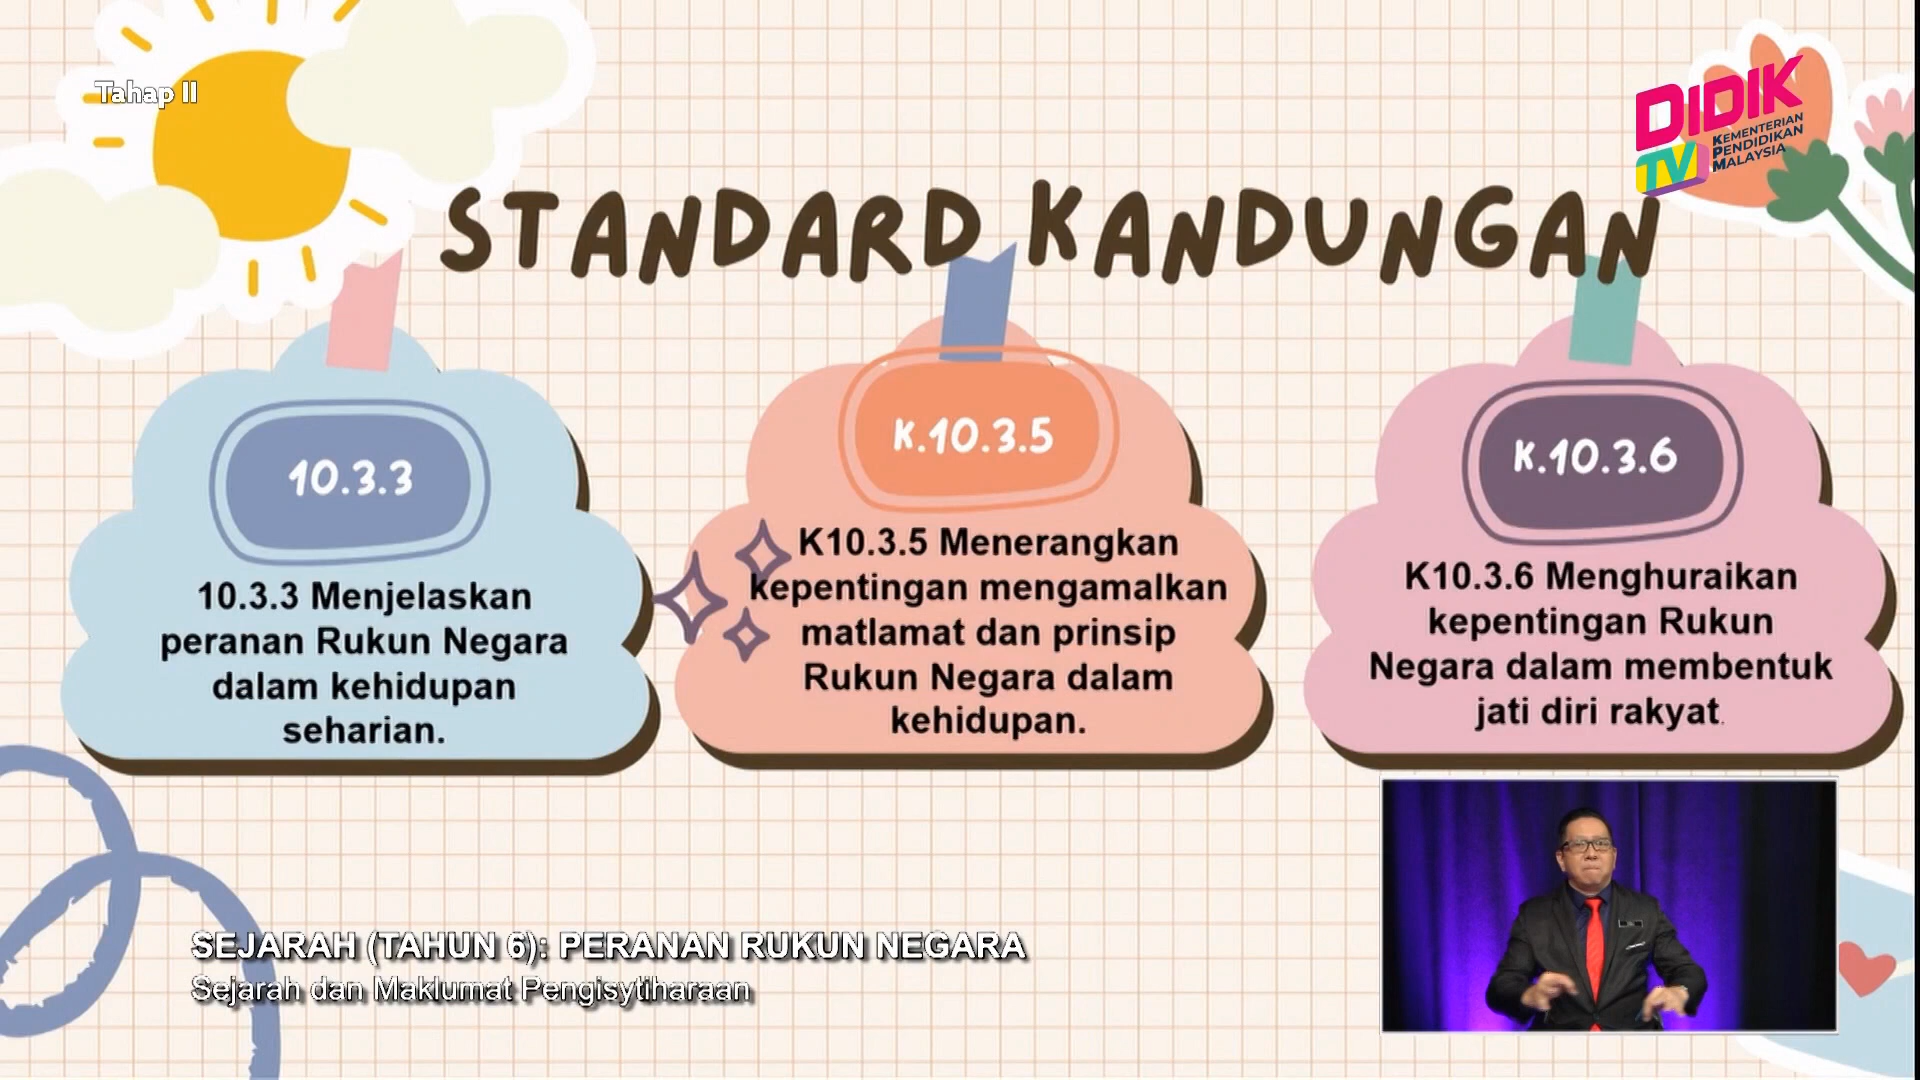 Tahap II
DIDIK
TV
KEMENTERIAN
PENDIDIKAN
MALAYSIA
STANDARD KANDUNGAN
10.3.3
10.3.3 Menjelaskan
peranan Rukun Negara
dalam kehidupan
seharian.
K.10.3.5
K10.3.5 Menerangkan
kepentingan mengamalkan
matlamat dan prinsip
Rukun Negara dalam
kehidupan.
K.10.3.6
K10.3.6 Menghuraikan
kepentingan Rukun
Negara dalam membentuk
jati diri rakyat.
SEJARAH (TAHUN 6): PERANAN RUKUN NEGARA
Sejarah dan Maklumat Pengisytiharaan